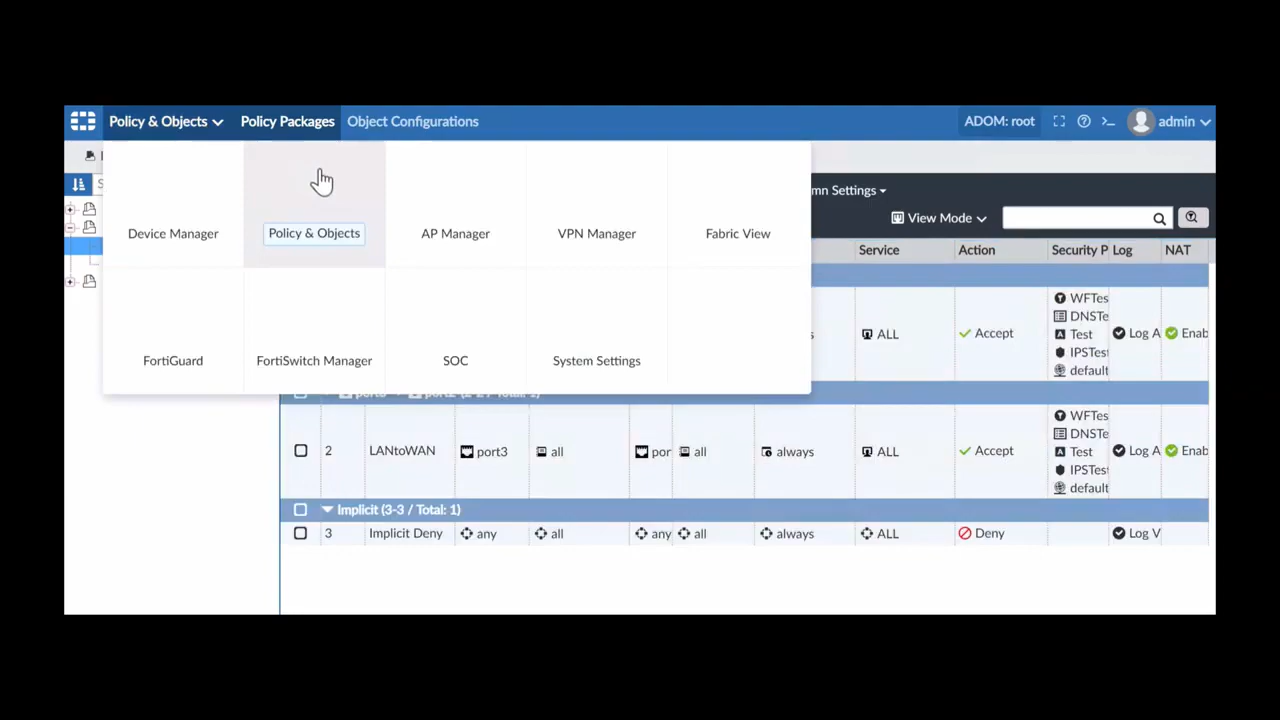 Policy & Objects Policy Packages Object Configurations ADOM: root admin
mn Settings
View Mode
Device Manager Policy & Objects AP Manager VPN Manager Fabric View
Service Action Security P Log NAT
FortiGuard FortiSwitch Manager SOC System Settings
WFTes
DNSTe
ALL Accept Test Log A Enab
IPSTest
default
WFTes
DNSTe
2 LANtoWAN port3 all por all always ALL Accept Test Log A Enab
IPSTest
default
Implicit (3-3 / Total: 1)
3 Implicit Deny any all any all always ALL Deny Log V